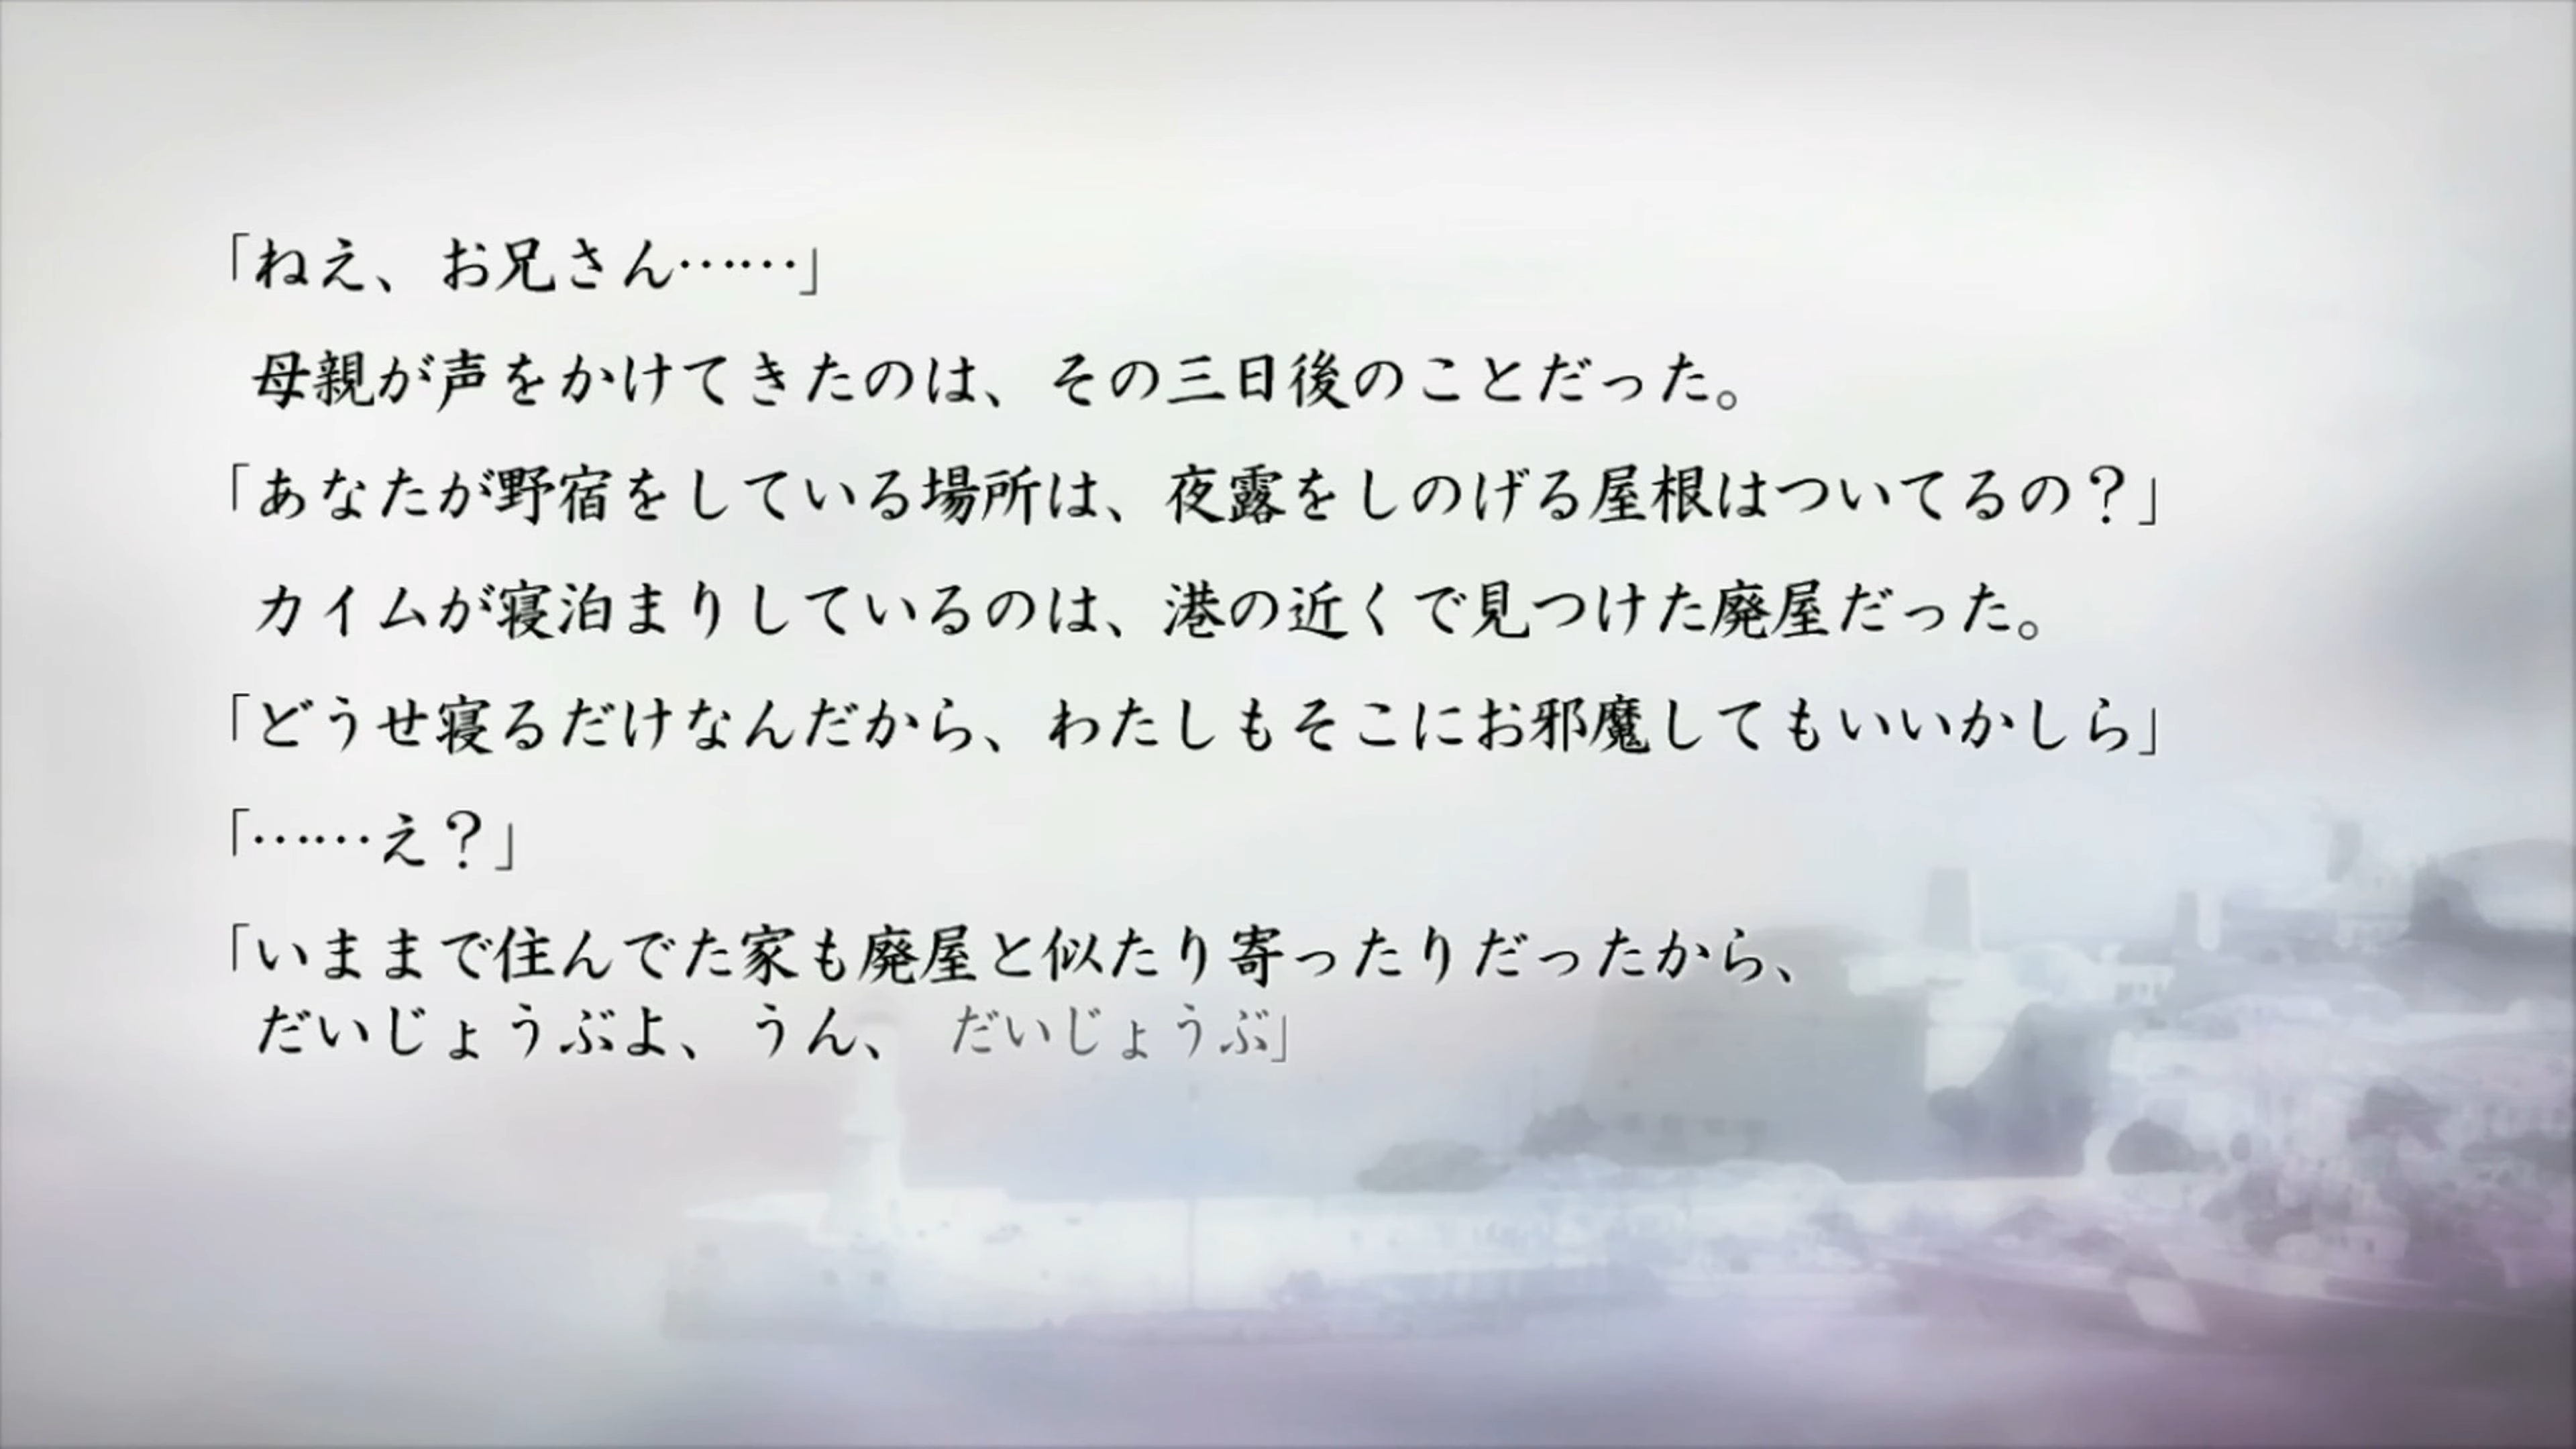 「ねえ、お兄さん……」
母親が声をかけてきたのは、その三日後のことだった。
「あなたが野宿をしている場所は、夜露をしのげる屋根はついてるの？」
カイムが寝泊まりしているのは、港の近くで見つけた廃屋だった。
「どうせ寝るだけなんだから、わたしもそこにお邪魔してもいいかしら」
「……え？」
「いままで住んでた家も廃屋と似たり寄ったりだったから、
だいじょうぶよ、うん、 だいじょうぶ」